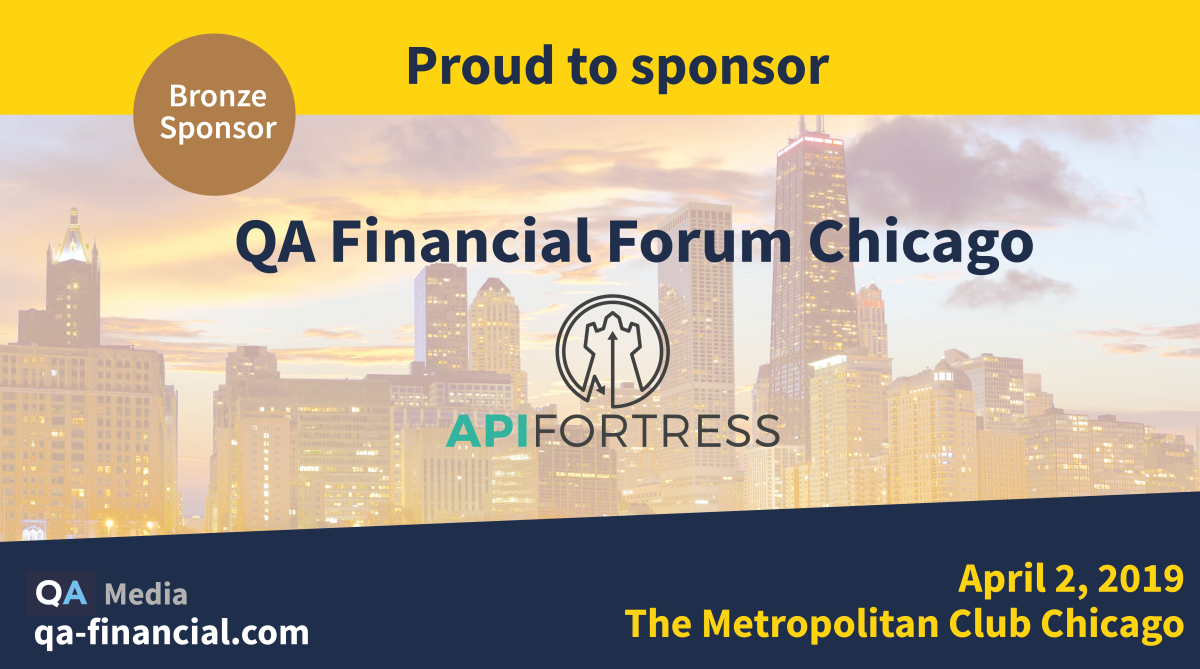 Proud to sponsor
Bronze
Sponsor
QA Financial Forum Chicago
APIFORTRESS
QA Media
qa-financial.com
April 2, 2019
The Metropolitan Club Chicago